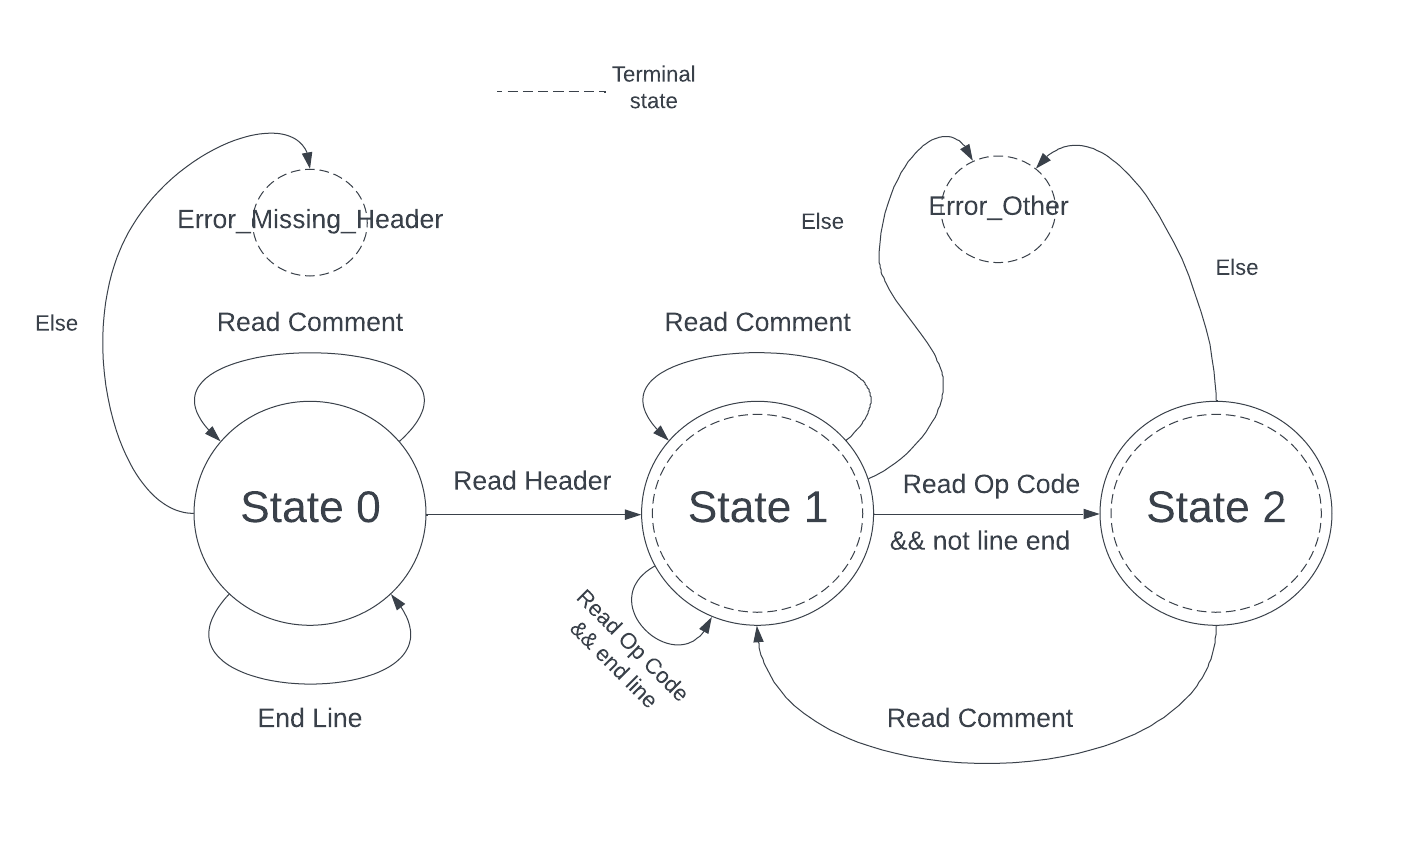 Terminal
state
Error_Missing_Header
Error_Other
Else
Else
Else
Read Comment
Read Comment
State 0
Read Header
State 1
Read Op Code
&& not line end
State 2
Read Op Code
&& end line
End Line
Read Comment